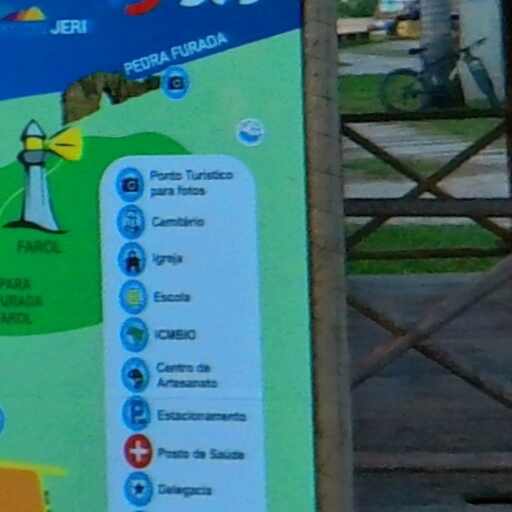 JERI
PEDRA FURADA
FAROL
PARA
FURADA
FAROL
Ponto Turístico
para fotos
Cemitério
Igreja
Escola
ICMBIO
Centro de
Artesanato
Estacionamento
Posto de Saúde
Delegacia